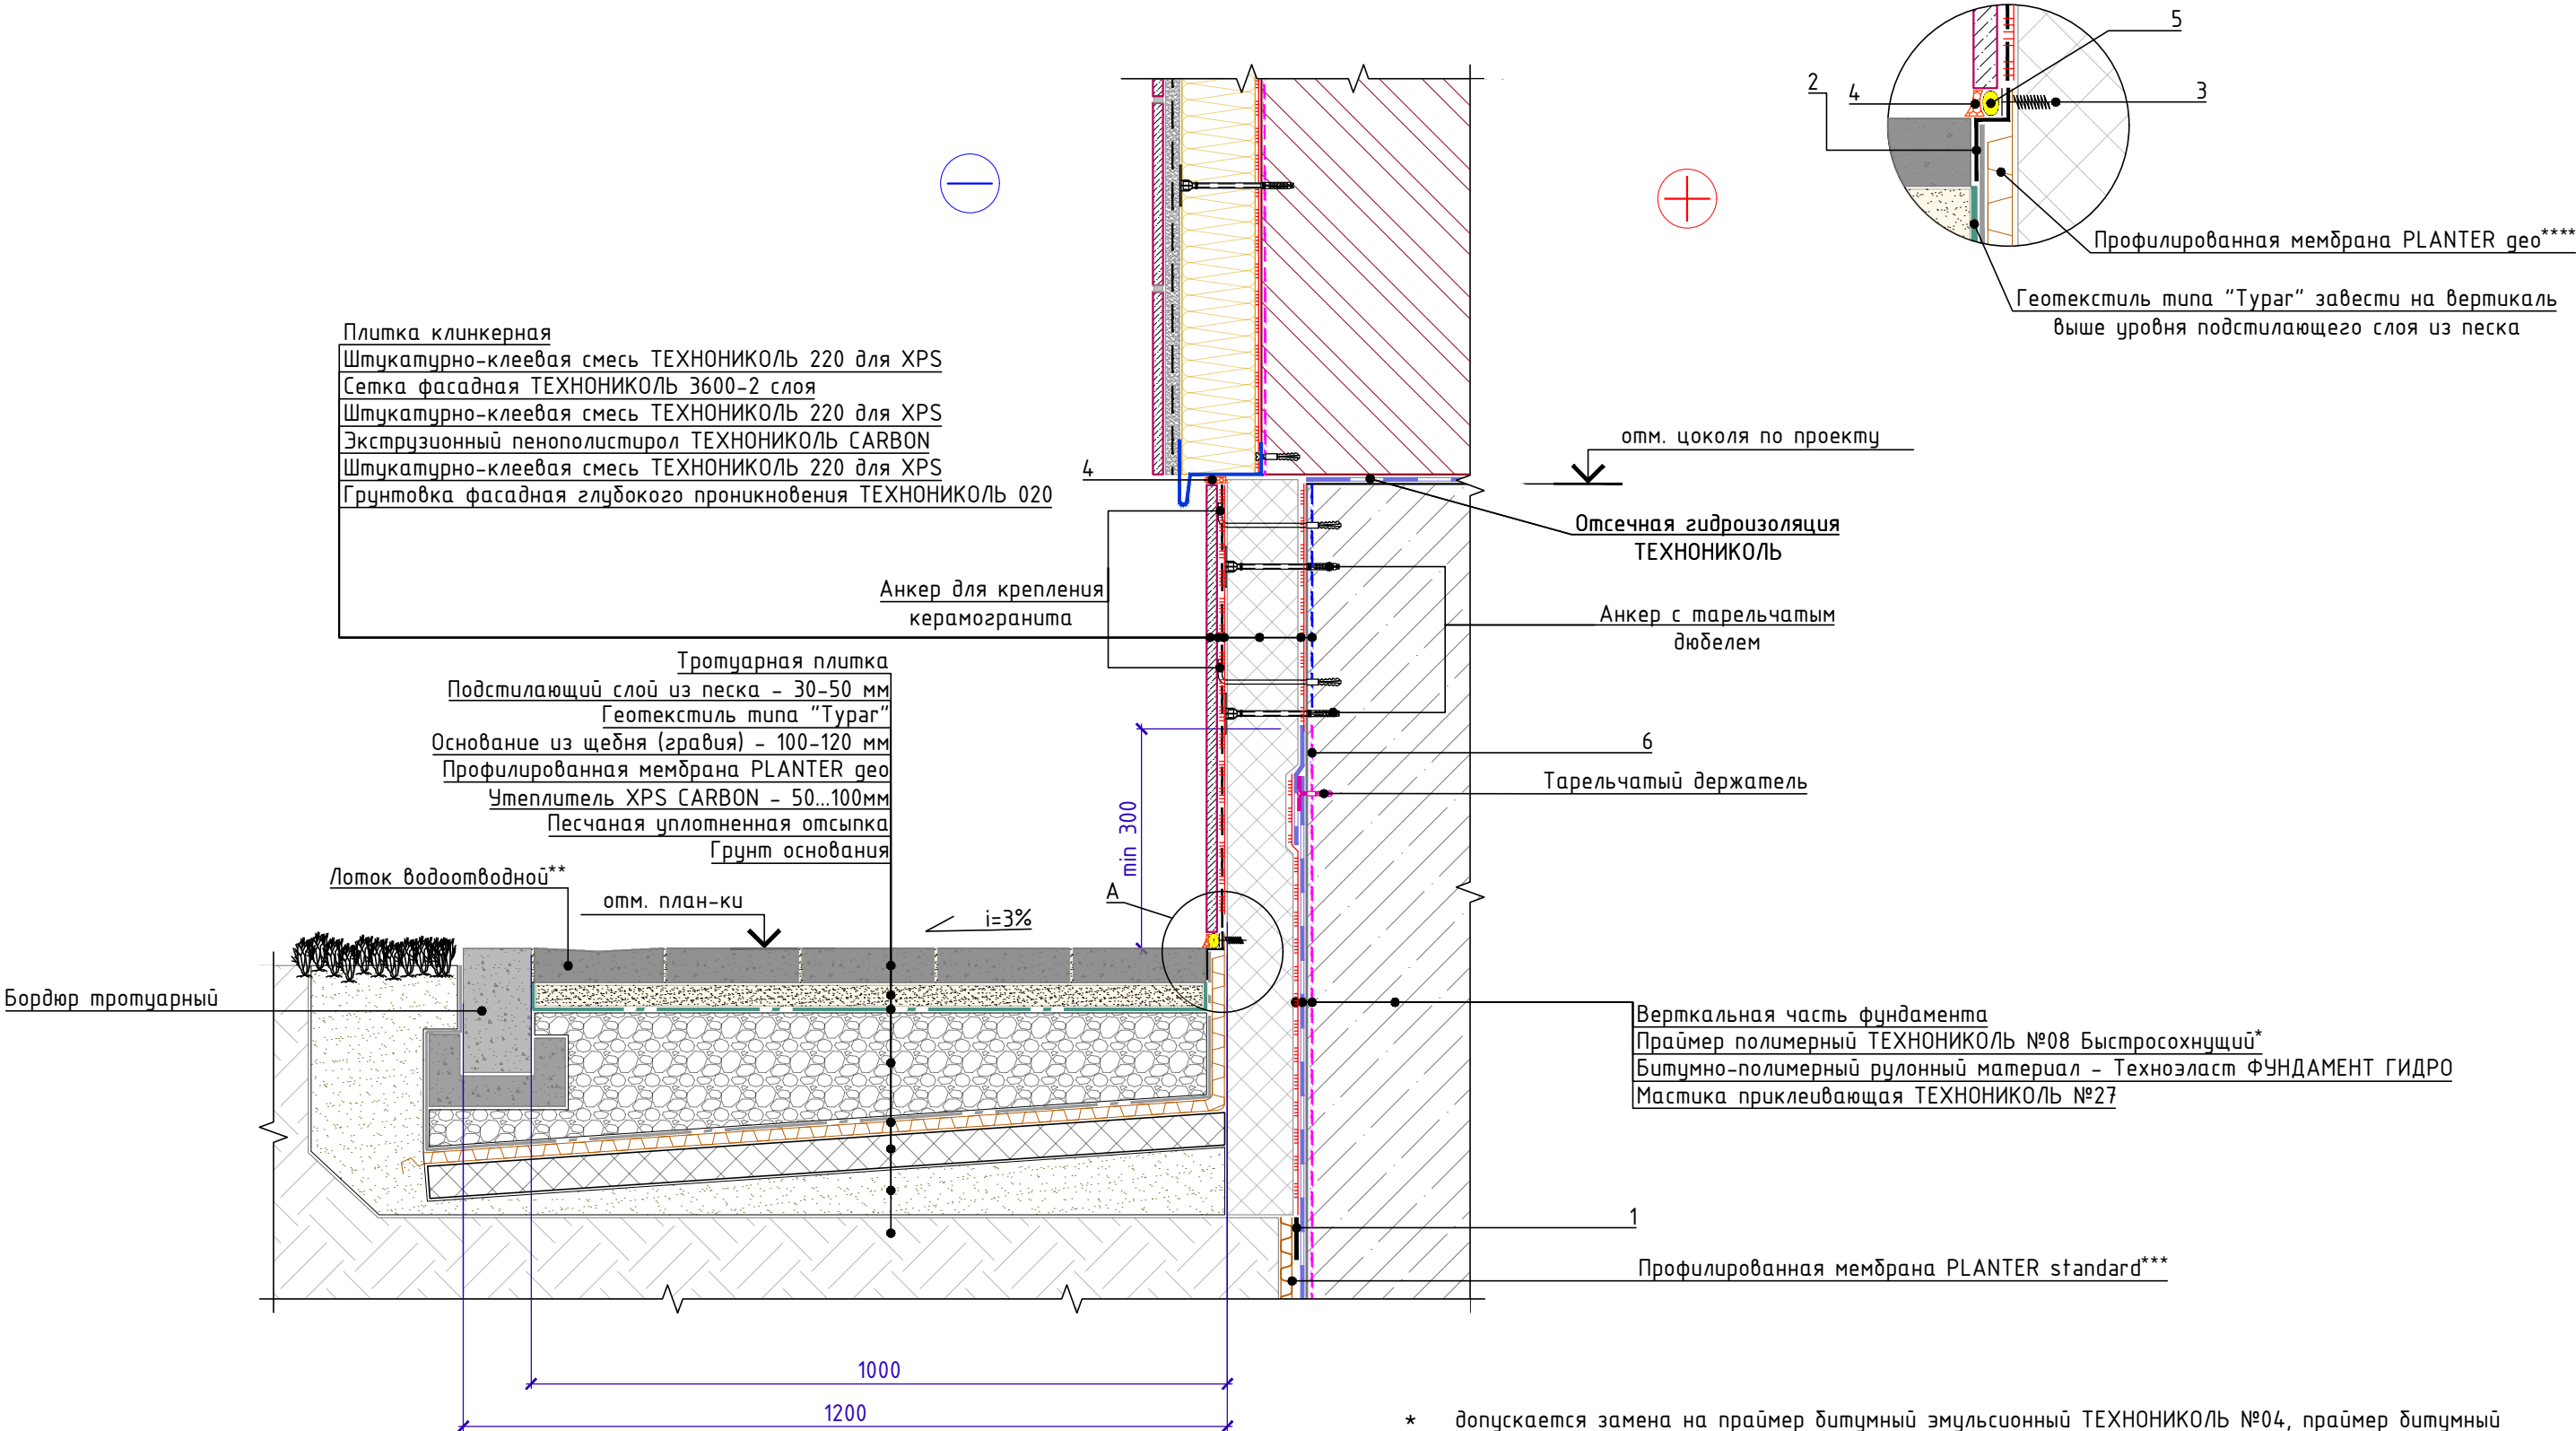 5
2
4
3
Профилированная мембрана PLANTER geo****
Геотекстиль типа "Typar" завести на вертикаль
выше уровня подстилающего слоя из песка
Плитка клинкерная
Штукатурно-клеевая смесь ТЕХНОНИКОЛЬ 220 для XPS
Сетка фасадная ТЕХНОНИКОЛЬ 3600-2 слоя
Штукатурно-клеевая смесь ТЕХНОНИКОЛЬ 220 для XPS
Экструзионный пенополистирол ТЕХНОНИКОЛЬ CARBON
Штукатурно-клеевая смесь ТЕХНОНИКОЛЬ 220 для XPS
Грунтовка фасадная глубокого проникновения ТЕХНОНИКОЛЬ 020
4
отм. цоколя по проекту
Отсечная гидроизоляция
ТЕХНОНИКОЛЬ
Анкер для крепления
керамогранита
Анкер с тарельчатым
дюбелем
Тротуарная плитка
Подстилающий слой из песка - 30-50 мм
Геотекстиль типа "Typar"
Основание из щебня (гравия) - 100-120 мм
Профилированная мембрана PLANTER geo
Утеплитель XPS CARBON - 50...100мм
Песчаная уплотненная отсыпка
Грунт основания
6
Тарельчатый держатель
min 300
Лоток водоотводной**
отм. план-ки
i=3%
А
Бордюр тротуарный
Верткальная часть фундамента
Праймер полимерный ТЕХНОНИКОЛЬ №08 Быстросохнущий*
Битумно-полимерный рулонный материал - Техноэласт ФУНДАМЕНТ ГИДРО
Мастика приклеивающая ТЕХНОНИКОЛЬ №27
1
Профилированная мембрана PLANTER standard***
1000
1200
* допускается замена на праймер битумный эмульсионный ТЕХНОНИКОЛЬ №04, праймер битумный